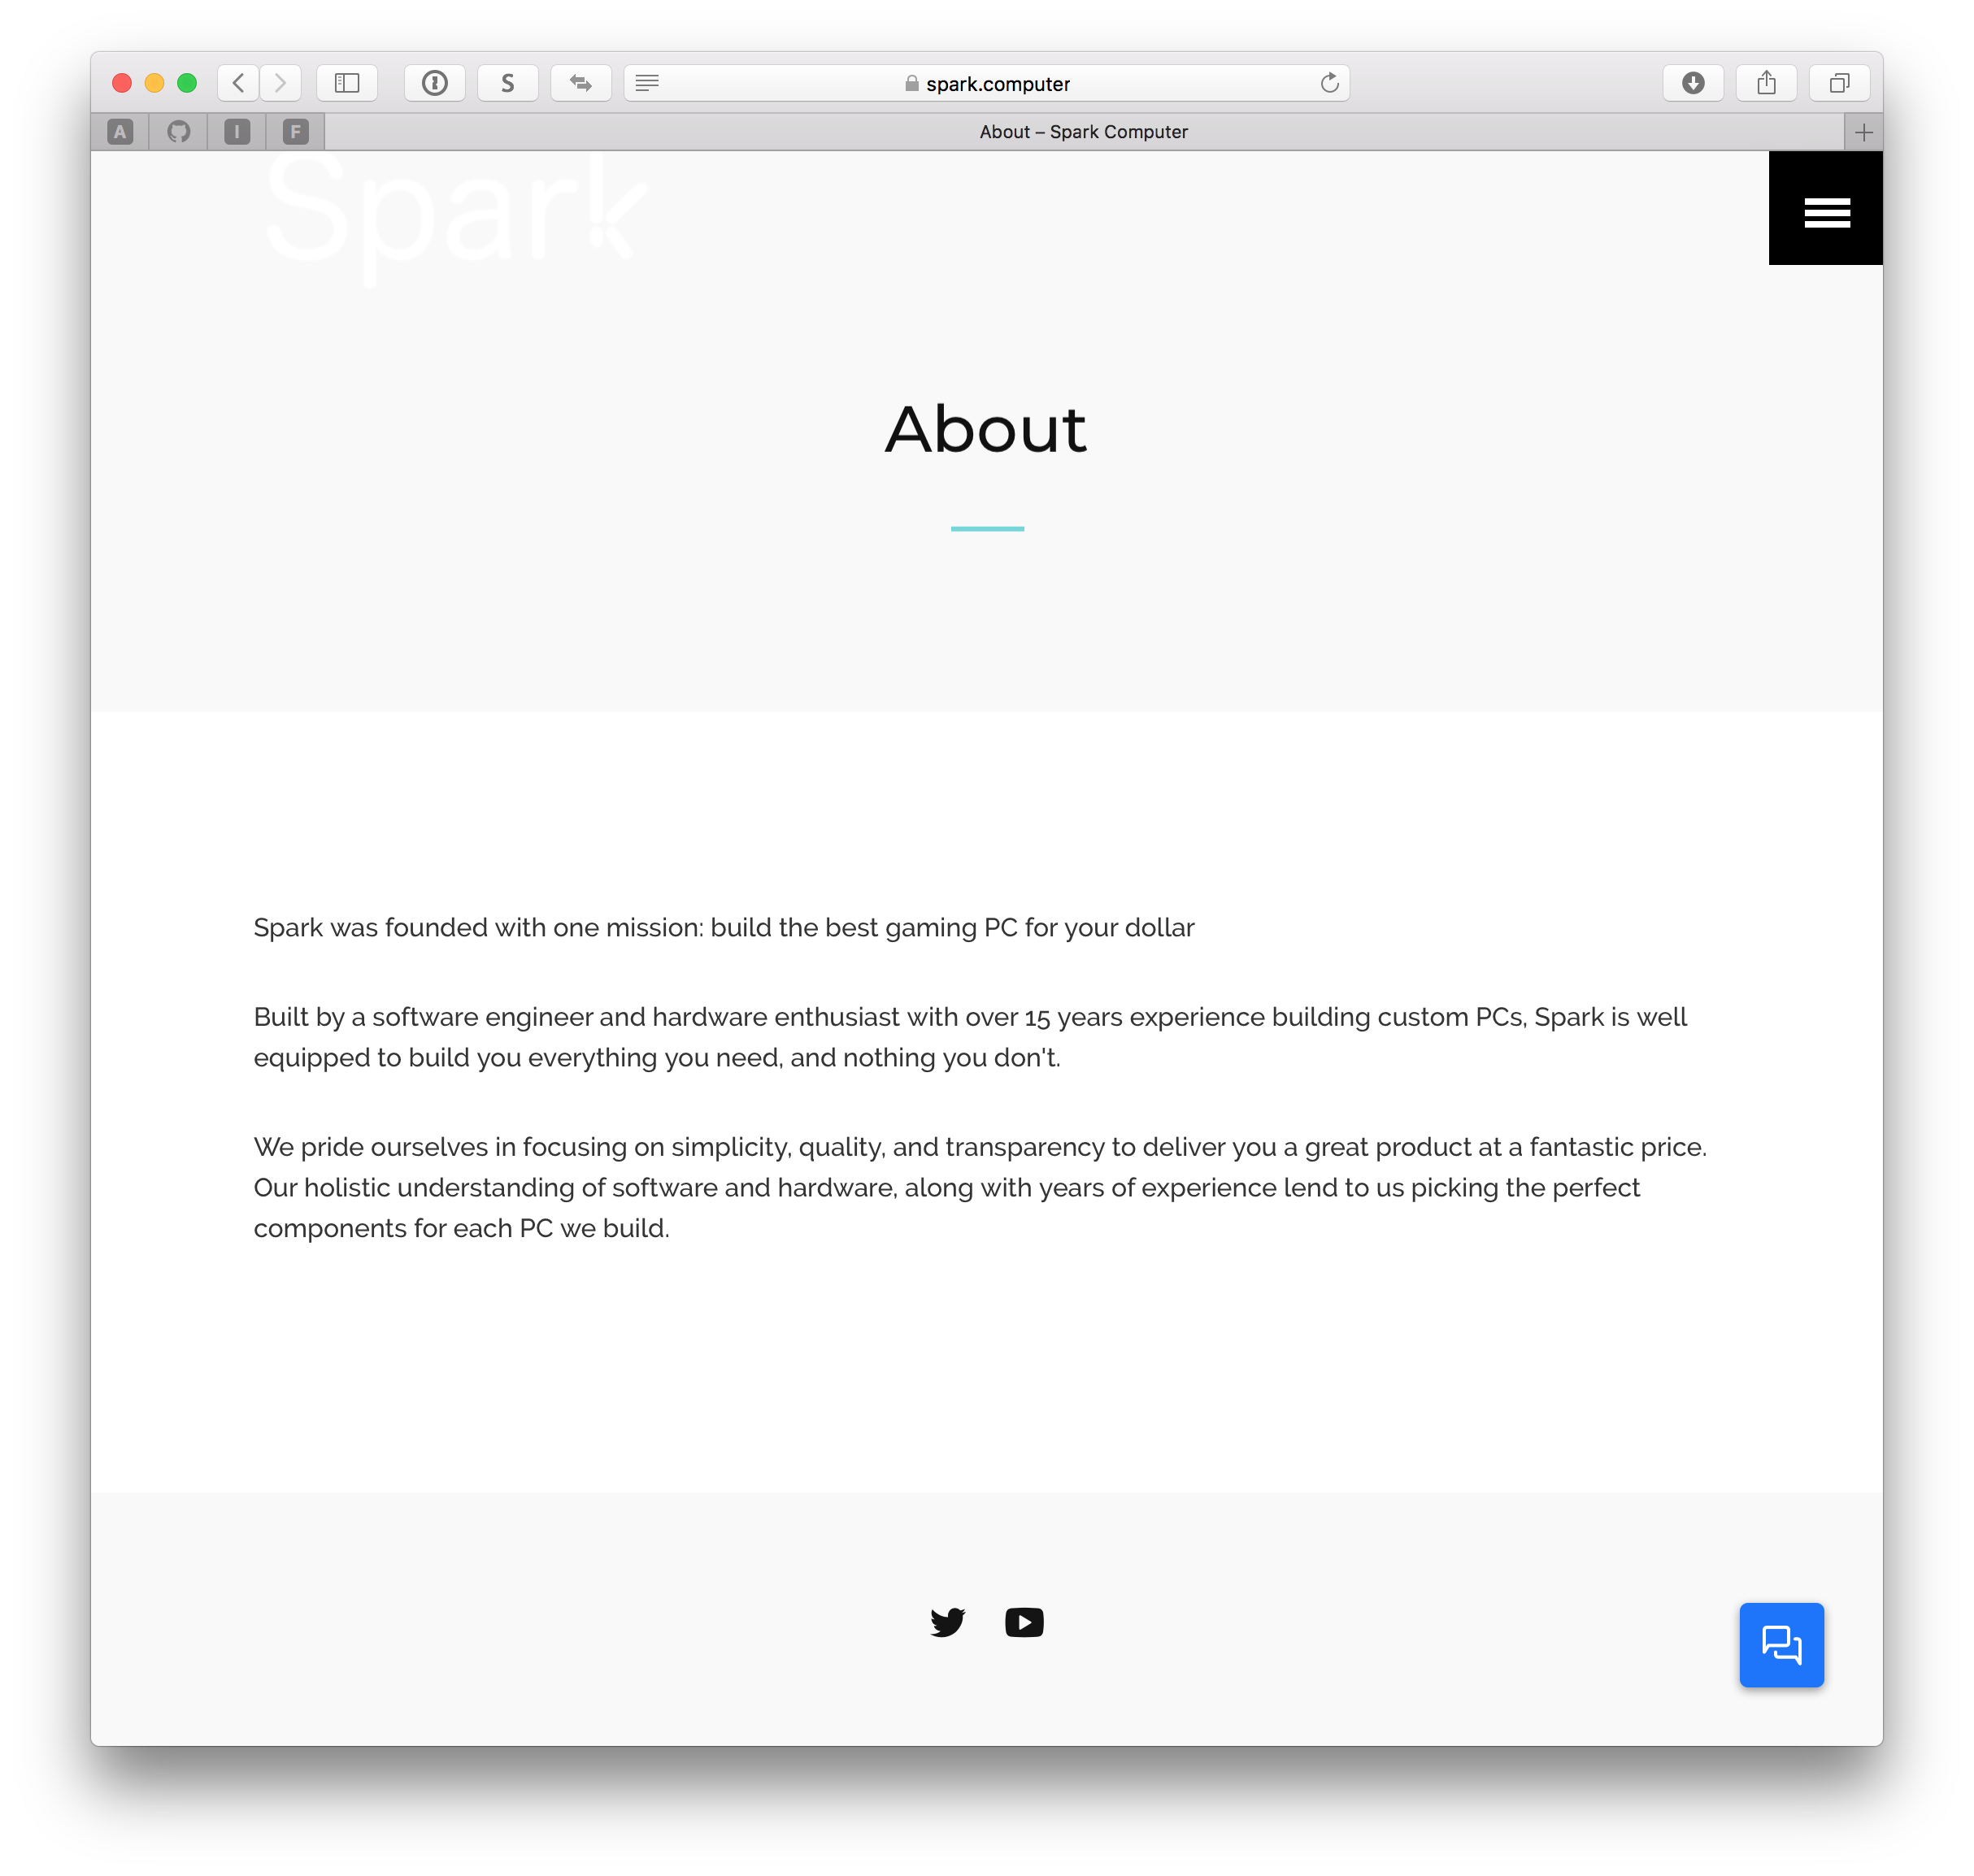 S
spark.computer
A
I
F
About – Spark Computer
Spark
About
Spark was founded with one mission: build the best gaming PC for your dollar
Built by a software engineer and hardware enthusiast with over 15 years experience building custom PCs, Spark is well
equipped to build you everything you need, and nothing you don't.
We pride ourselves in focusing on simplicity, quality, and transparency to deliver you a great product at a fantastic price.
Our holistic understanding of software and hardware, along with years of experience lend to us picking the perfect
components for each PC we build.